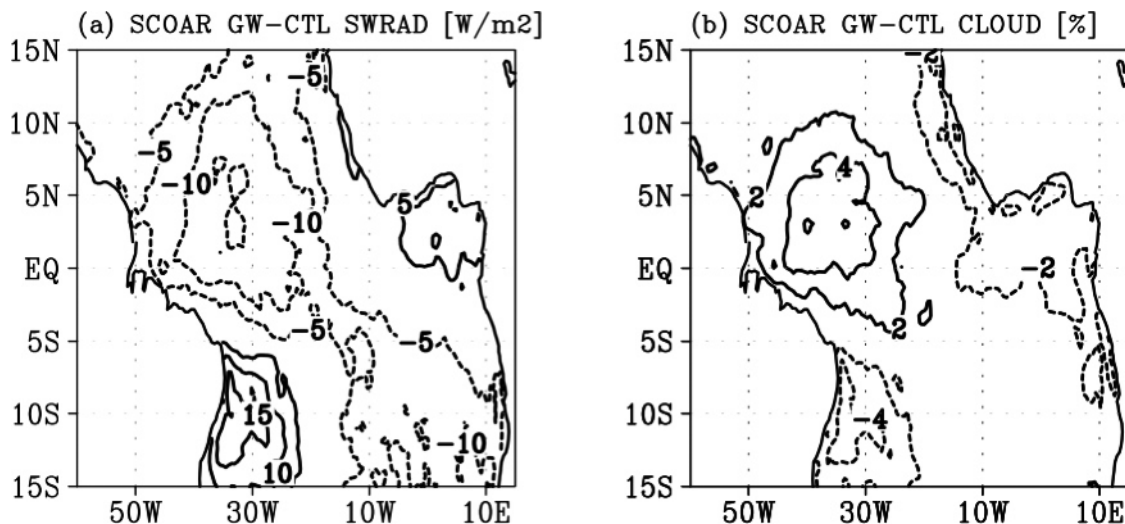 (a) SCOAR GW-CTL SWRAD [W/m2]
15N
10N
5N
EQ
5S
10S
15S
50W 30W 10W 10E
-5
-5
-5
-10
-10
5
-5
-5
15
10
-10
(b) SCOAR GW-CTL CLOUD [%]
15N
10N
5N
EQ
5S
10S
15S
50W 30W 10W 10E
-2
4
2
-2
2
-4